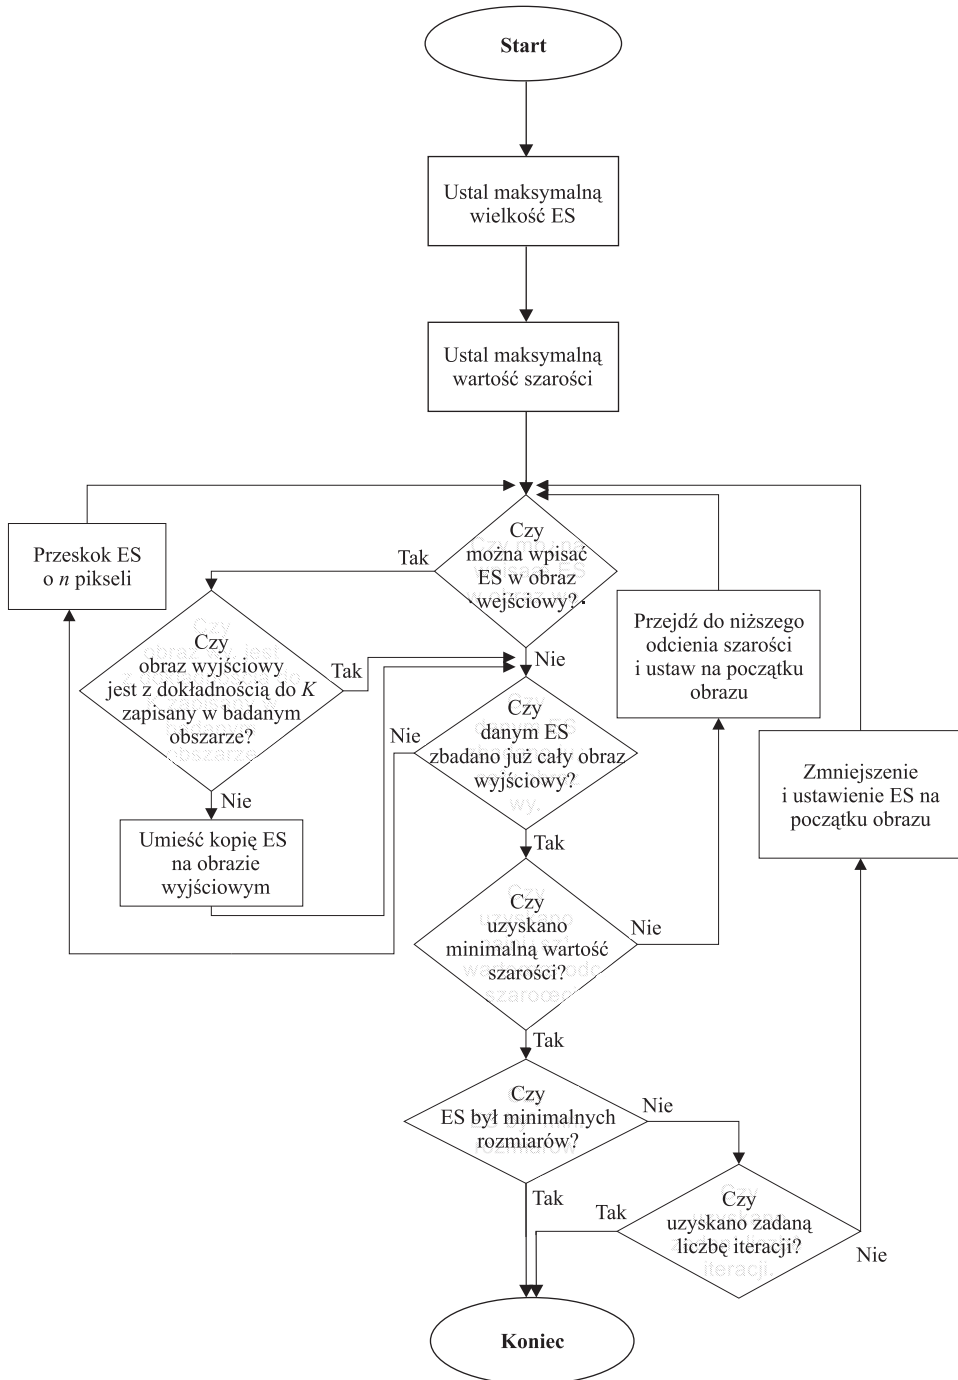 Start
Ustal maksymalną
wielkość ES
Ustal maksymalną
wartość szarości
Czy
można wpisać
ES w obraz
wejściowy?
Tak
Nie
Przeskok ES
o n pikseli
Czy
obraz wyjściowy
jest z dokładnością do K
zapisany w badanym
obszarze?
Tak
Nie
Umieść kopię ES
na obrazie
wyjściowym
Przejdź do niższego
odcienia szarości
i ustaw na początku
obrazu
Czy
danym ES
zbadano już cały obraz
wyjściowy?
Nie
Tak
Zmniejszenie
i ustawienie ES na
początku obrazu
Czy
uzyskano
minimalną wartość
szarości?
Nie
Tak
Czy
ES był minimalnych
rozmiarów?
Nie
Tak
Czy
uzyskano zadaną
liczbę iteracji?
Tak
Nie
Koniec